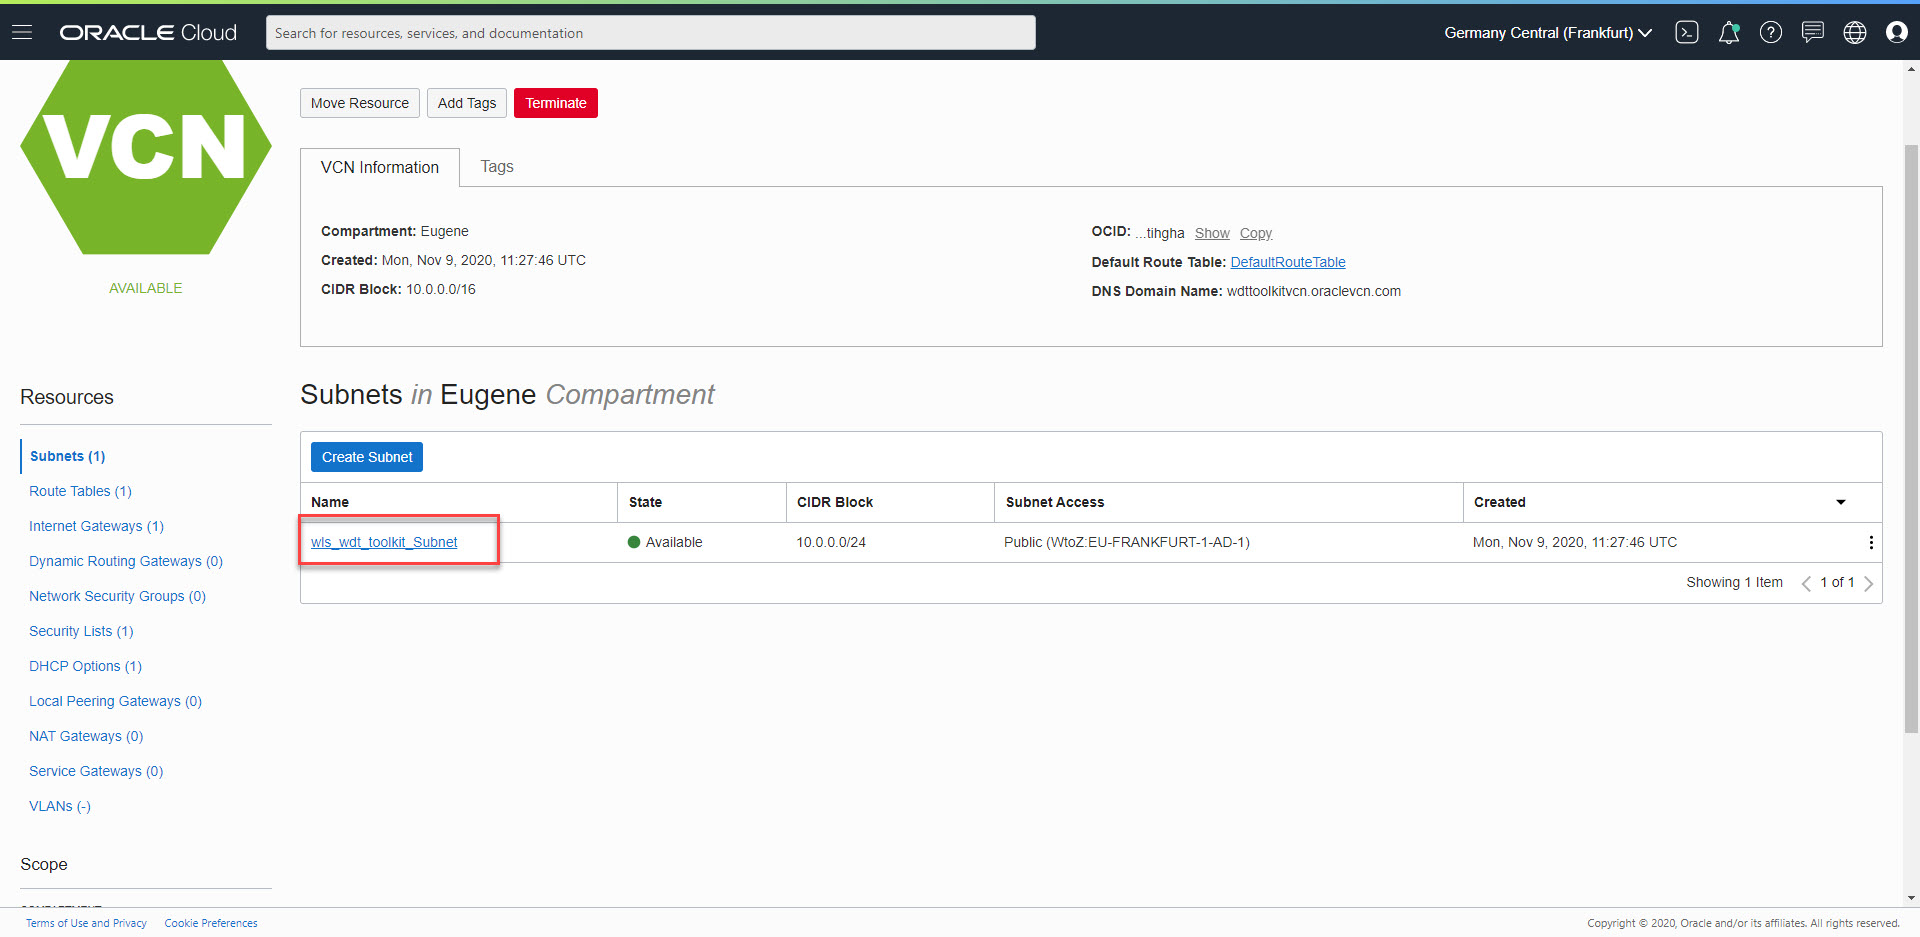 ORACLE Cloud
Search for resources, services, and documentation
Germany Central (Frankfurt)
VCN
AVAILABLE
Move Resource Add Tags Terminate
VCN Information Tags
Compartment: Eugene
Created: Mon, Nov 9, 2020, 11:27:46 UTC
CIDR Block: 10.0.0.0/16
OCID: ...tihgha Show Copy
Default Route Table: DefaultRouteTable
DNS Domain Name: wdttoolkitvcn.oraclevcn.com
Resources
Subnets (1)
Route Tables (1)
Internet Gateways (1)
Dynamic Routing Gateways (0)
Network Security Groups (0)
Security Lists (1)
DHCP Options (1)
Local Peering Gateways (0)
NAT Gateways (0)
Service Gateways (0)
VLANs (-)
Scope
Subnets in Eugene Compartment
Create Subnet
Name State CIDR Block Subnet Access Created
wls_wdt_toolkit_Subnet Available 10.0.0.0/24 Public (WtoZ:EU-FRANKFURT-1-AD-1) Mon, Nov 9, 2020, 11:27:46 UTC
Showing 1 Item 1 of 1
Terms of Use and Privacy Cookie Preferences
Copyright © 2020, Oracle and/or its affiliates. All rights reserved.